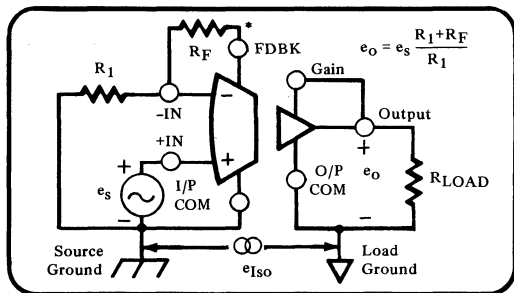 *
R_F
FDBK
e_o = e_s (R_1+R_F)/R_1
R_1
Gain
-IN
−
Output
+IN
+
+
+
e_o
O/P
COM
R_LOAD
e_s
I/P
COM
−
−
Source
Ground
e_Iso
Load
Ground